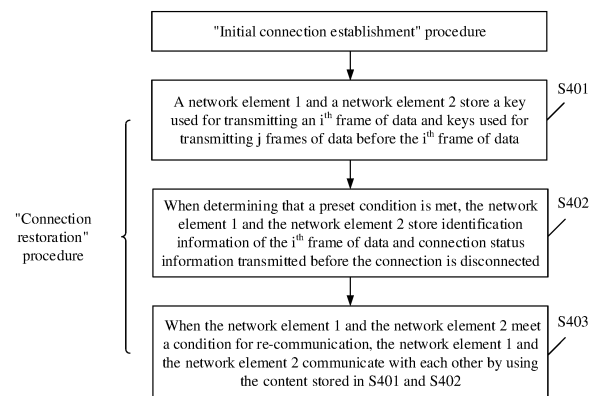 "Initial connection establishment" procedure
S401
A network element 1 and a network element 2 store a key
used for transmitting an ith frame of data and keys used for
transmitting j frames of data before the ith frame of data
S402
When determining that a preset condition is met, the network
element 1 and the network element 2 store identification
information of the ith frame of data and connection status
information transmitted before the connection is disconnected
"Connection
restoration"
procedure
S403
When the network element 1 and the network element 2 meet
a condition for re-communication, the network element 1 and
the network element 2 communicate with each other by using
the content stored in S401 and S402